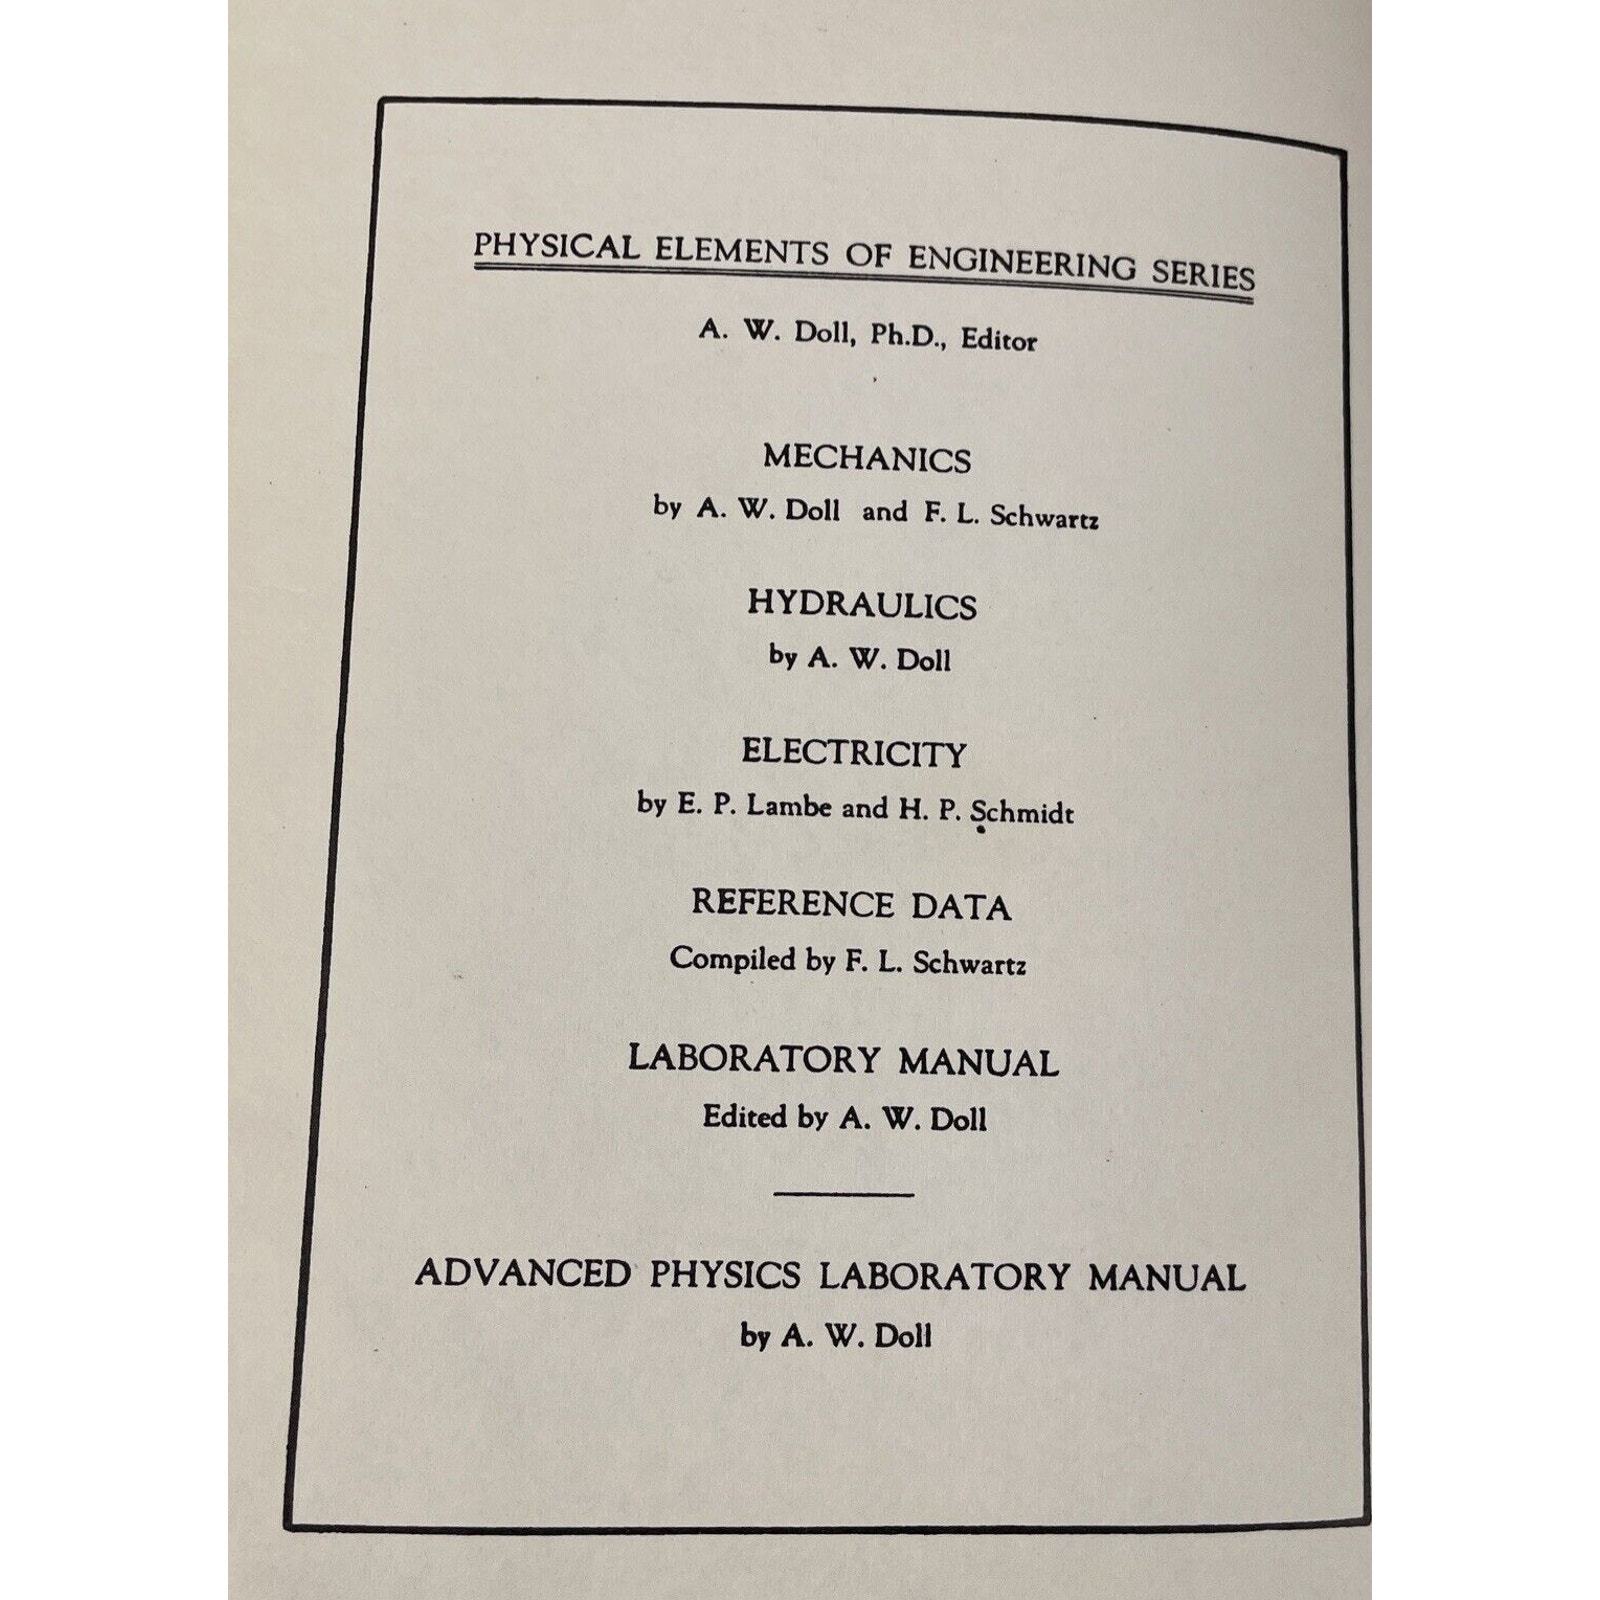 PHYSICAL ELEMENTS OF ENGINEERING SERIES
A. W. Doll, Ph.D., Editor
MECHANICS
by A. W. Doll and F. L. Schwartz
HYDRAULICS
by A. W. Doll
ELECTRICITY
by E. P. Lambe and H. P. Schmidt
REFERENCE DATA
Compiled by F. L. Schwartz
LABORATORY MANUAL
Edited by A. W. Doll
ADVANCED PHYSICS LABORATORY MANUAL
by A. W. Doll